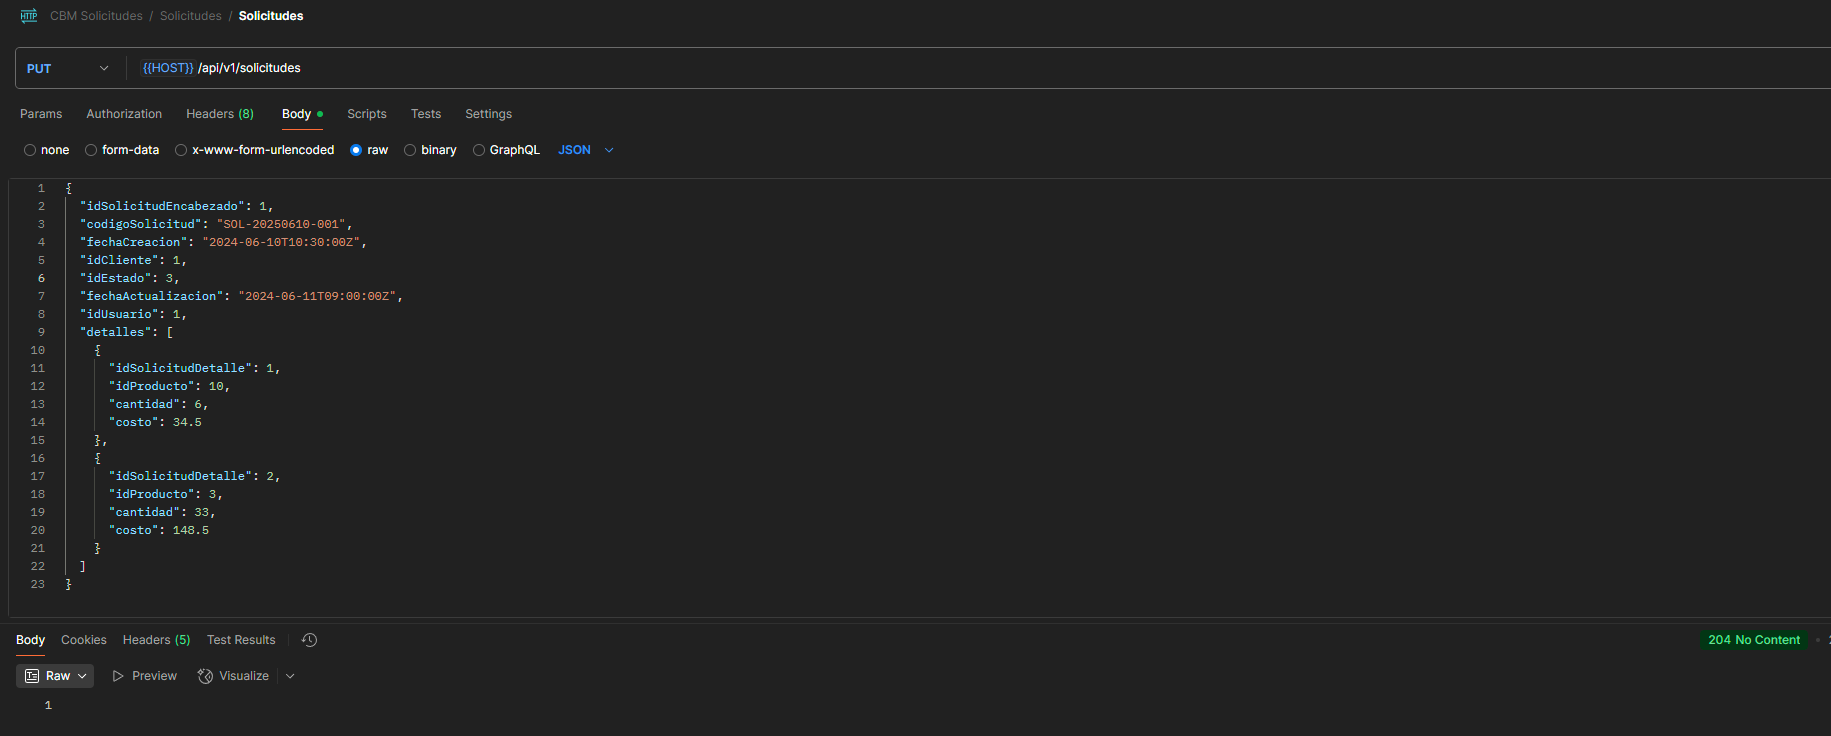 HTTP CBM Solicitudes / Solicitudes / Solicitudes
PUT {{HOST}} /api/v1/solicitudes
Params Authorization Headers (8) Body Scripts Tests Settings
none form-data x-www-form-urlencoded raw binary GraphQL JSON
1 {
2 "idSolicitudEncabezado": 1,
3 "codigoSolicitud": "SOL-20250610-001",
4 "fechaCreacion": "2024-06-10T10:30:00Z",
5 "idCliente": 1,
6 "idEstado": 3,
7 "fechaActualizacion": "2024-06-11T09:00:00Z",
8 "idUsuario": 1,
9 "detalles": [
10 {
11 "idSolicitudDetalle": 1,
12 "idProducto": 10,
13 "cantidad": 6,
14 "costo": 34.5
15 },
16 {
17 "idSolicitudDetalle": 2,
18 "idProducto": 3,
19 "cantidad": 33,
20 "costo": 148.5
21 }
22 ]
23 }
Body Cookies Headers (5) Test Results 204 No Content •
Raw Preview Visualize
1